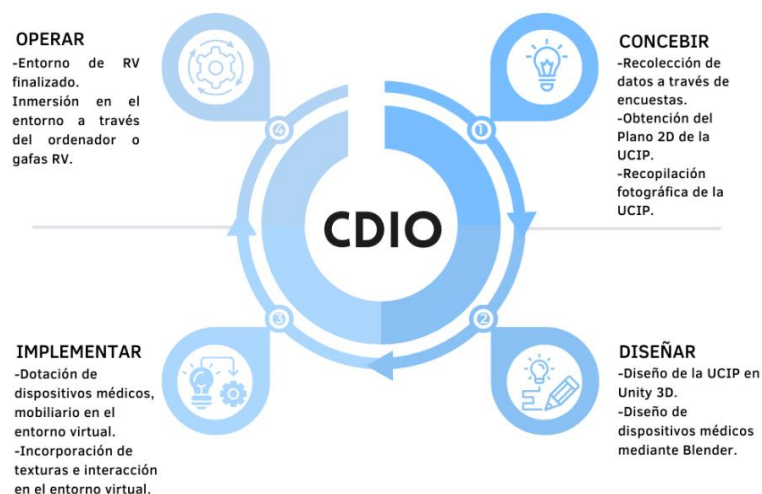 OPERAR
-Entorno de RV
finalizado.
Inmersión en el
entorno a través
del ordenador o
gafas RV.
4
CONCEBIR
-Recolección de
datos a través de
encuestas.
-Obtención del
Plano 2D de la
UCIP.
-Recopilación
fotográfica de la
UCIP.
1
CDIO
IMPLEMENTAR
-Dotación de
dispositivos médicos,
mobiliario en el
entorno virtual.
-Incorporación de
texturas e interacción
en el entorno virtual.
3
DISEÑAR
-Diseño de la UCIP en
Unity 3D.
-Diseño de
dispositivos médicos
mediante Blender.
2